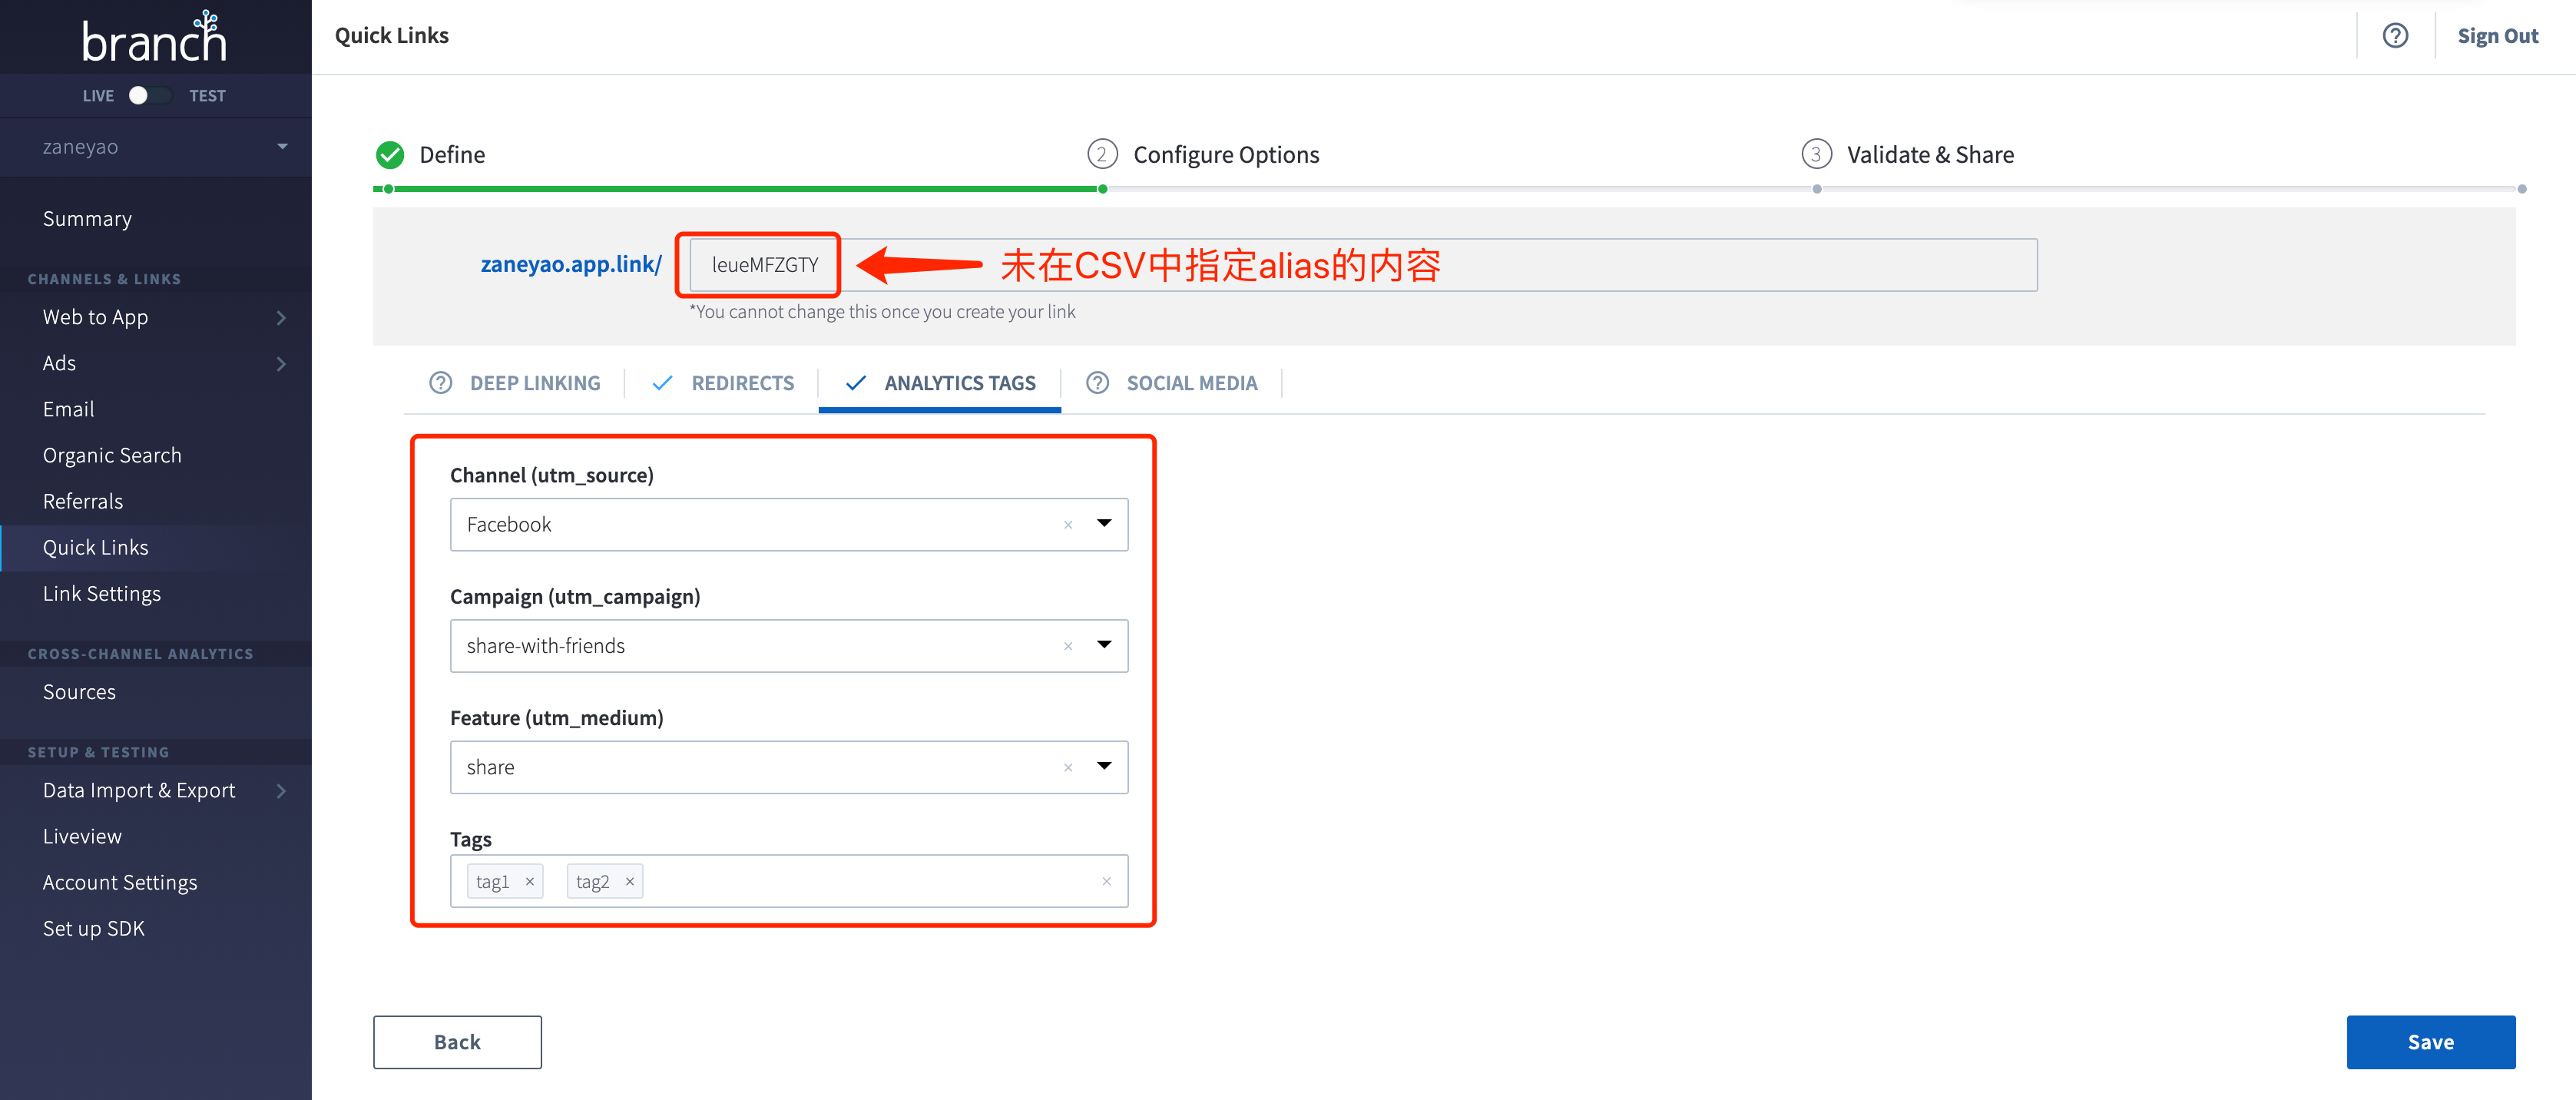 branch
LIVE TEST
zaneyao
Summary
CHANNELS & LINKS
Web to App
Ads
Email
Organic Search
Referrals
Quick Links
Link Settings
CROSS-CHANNEL ANALYTICS
Sources
SETUP & TESTING
Data Import & Export
Liveview
Account Settings
Set up SDK
Quick Links
? Sign Out
Define
2 Configure Options
3 Validate & Share
zaneyao.app.link/ leueMFZGTY 未在CSV中指定alias的内容
*You cannot change this once you create your link
? DEEP LINKING REDIRECTS ANALYTICS TAGS ? SOCIAL MEDIA
Channel (utm_source)
Facebook ×
Campaign (utm_campaign)
share-with-friends ×
Feature (utm_medium)
share ×
Tags
tag1 × tag2 × ×
Back
Save